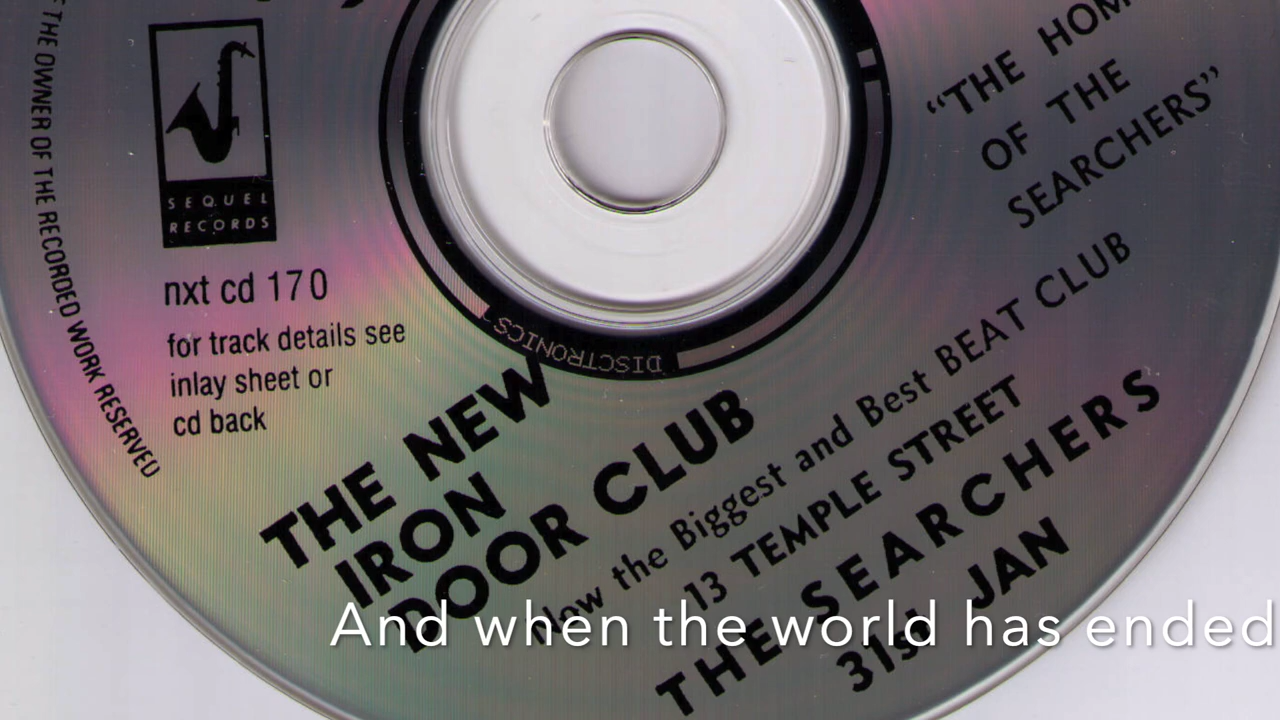 F THE OWNER OF THE RECORDED WORK RESERVED
SEQUEL
RECORDS
nxt cd 170
for track details see
inlay sheet or
cd back
DISCTRONICS
"THE HOM
OF THE
SEARCHERS"
THE NEW
IRON
DOOR CLUB
Now the Biggest and Best BEAT CLUB
13 TEMPLE STREET
THE SEARCHERS
31st JAN
And when the world has ended